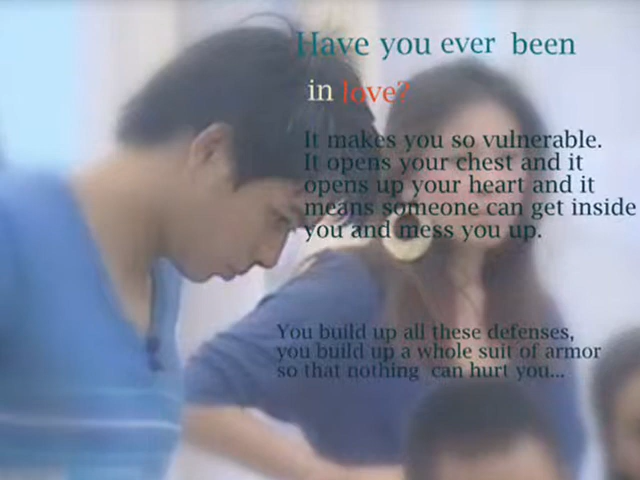 Have you ever been
in love?
It makes you so vulnerable.
It opens your chest and it
opens up your heart and it
means someone can get inside
you and mess you up.
You build up all these defenses,
you build up a whole suit of armor
so that nothing can hurt you...